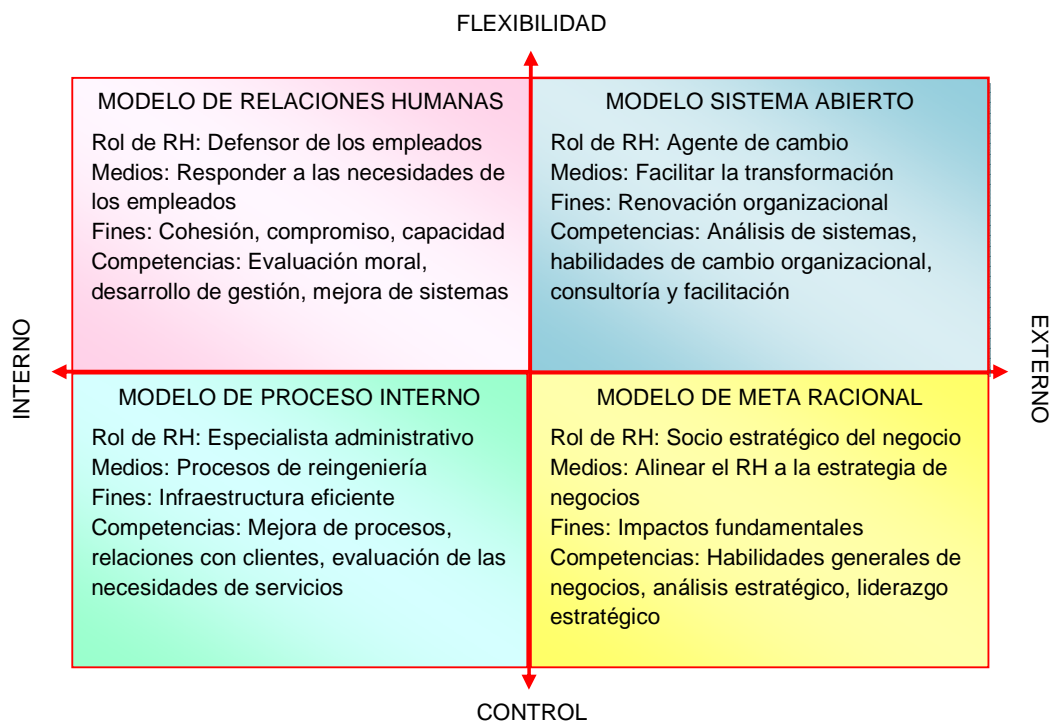 FLEXIBILIDAD
MODELO DE RELACIONES HUMANAS
Rol de RH: Defensor de los empleados
Medios: Responder a las necesidades de
los empleados
Fines: Cohesión, compromiso, capacidad
Competencias: Evaluación moral,
desarrollo de gestión, mejora de sistemas
MODELO SISTEMA ABIERTO
Rol de RH: Agente de cambio
Medios: Facilitar la transformación
Fines: Renovación organizacional
Competencias: Análisis de sistemas,
habilidades de cambio organizacional,
consultoría y facilitación
INTERNO
EXTERNO
MODELO DE PROCESO INTERNO
Rol de RH: Especialista administrativo
Medios: Procesos de reingeniería
Fines: Infraestructura eficiente
Competencias: Mejora de procesos,
relaciones con clientes, evaluación de las
necesidades de servicios
MODELO DE META RACIONAL
Rol de RH: Socio estratégico del negocio
Medios: Alinear el RH a la estrategia de
negocios
Fines: Impactos fundamentales
Competencias: Habilidades generales de
negocios, análisis estratégico, liderazgo
estratégico
CONTROL